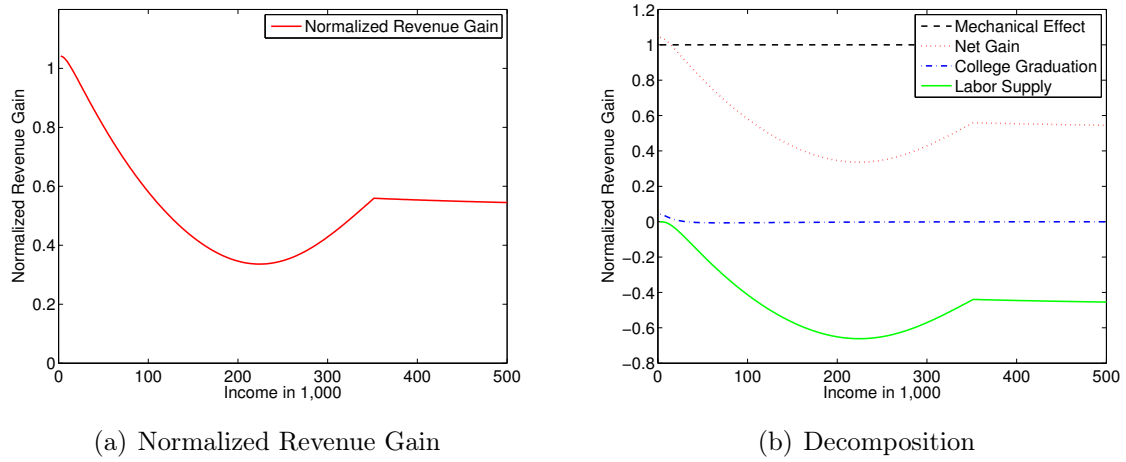 Normalized Revenue Gain
Normalized Revenue Gain
1
0.8
0.6
0.4
0.2
0
0
100
200
300
400
500
Income in 1,000
(a) Normalized Revenue Gain
Mechanical Effect
Net Gain
College Graduation
Labor Supply
Normalized Revenue Gain
1.2
1
0.8
0.6
0.4
0.2
0
−0.2
−0.4
−0.6
−0.8
0
100
200
300
400
500
Income in 1,000
(b) Decomposition